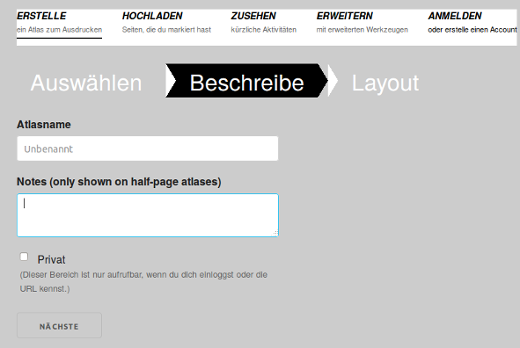 ERSTELLE HOCHLADEN ZUSEHEN ERWEITERN ANMELDEN
ein Atlas zum Ausdrucken Seiten, die du markiert hast kürzliche Aktivitäten mit erweiterten Werkzeugen oder erstelle einen Account
Auswählen Beschreibe Layout
Atlasname
Unbenannt
Notes (only shown on half-page atlases)
Privat
(Dieser Bereich ist nur aufrufbar, wenn du dich einloggst oder die
URL kennst.)
NÄCHSTE